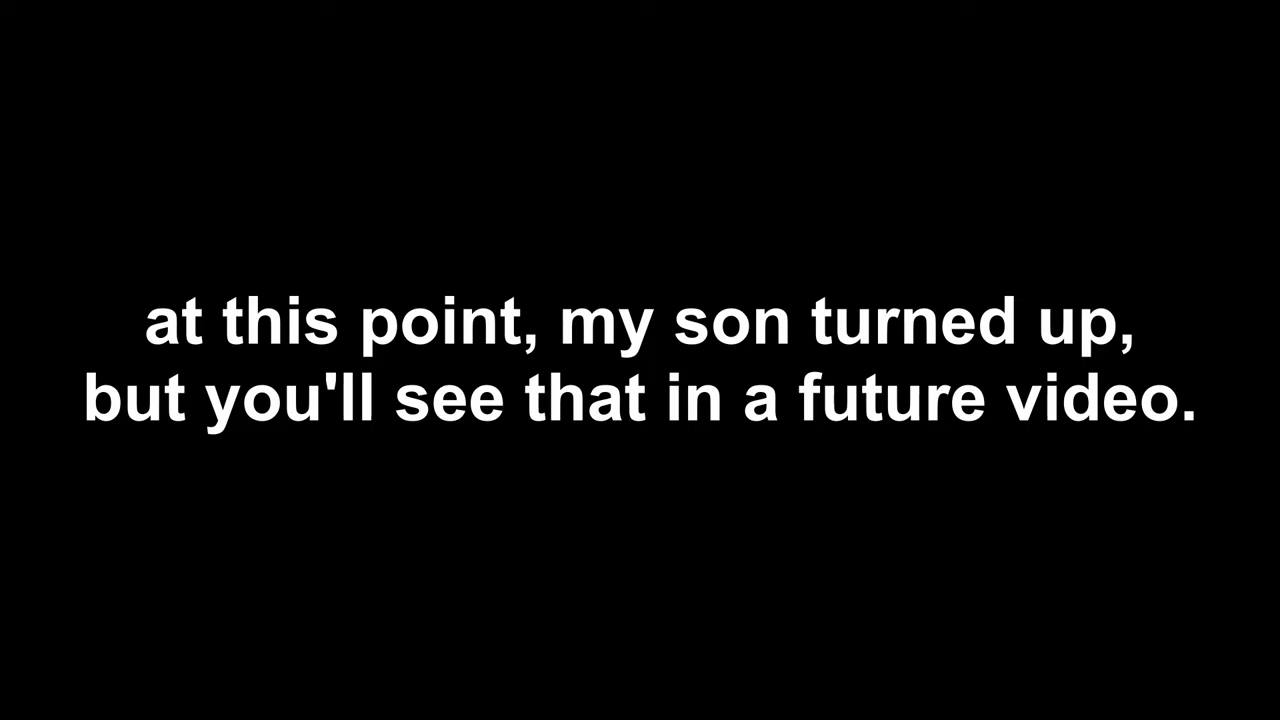 at this point, my son turned up,
but you'll see that in a future video.